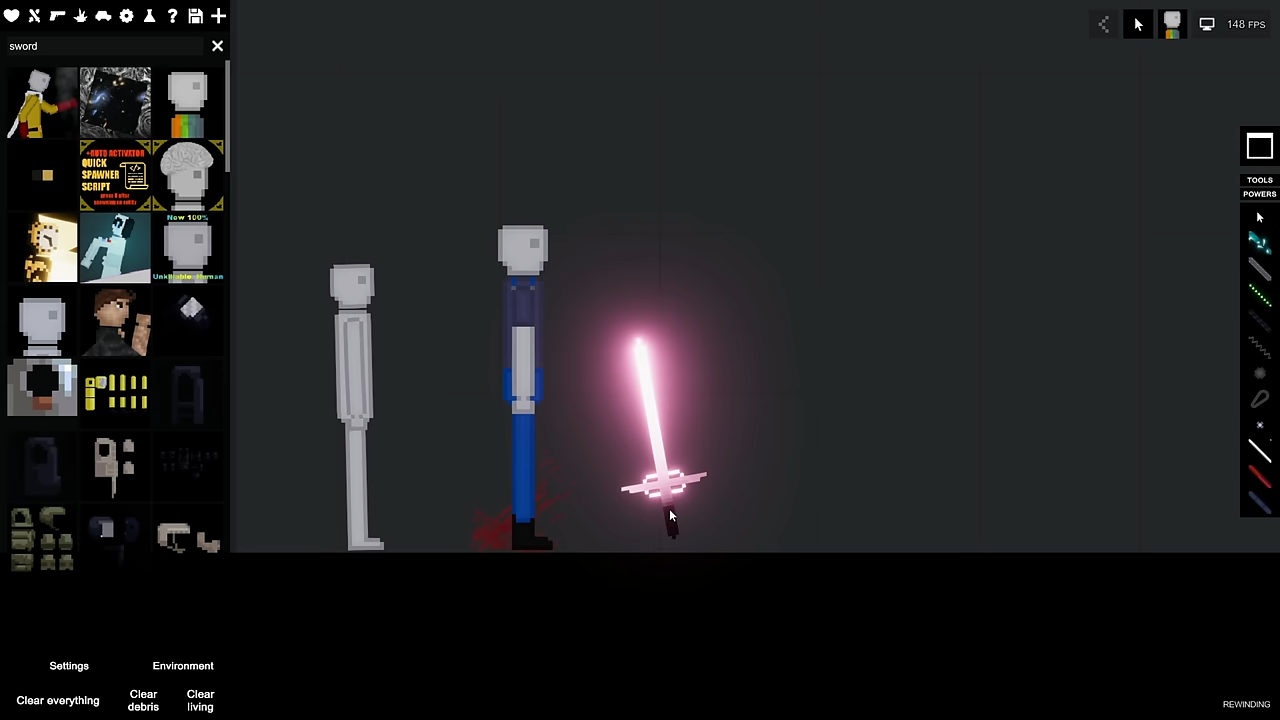 sword
148 FPS
+AUTO ACTIVATOR
QUICK
SPAWNER
SCRIPT
New 100%
Unkillable Human
TOOLS
POWERS
Settings
Environment
Clear everything
Clear
debris
Clear
living
REWINDING